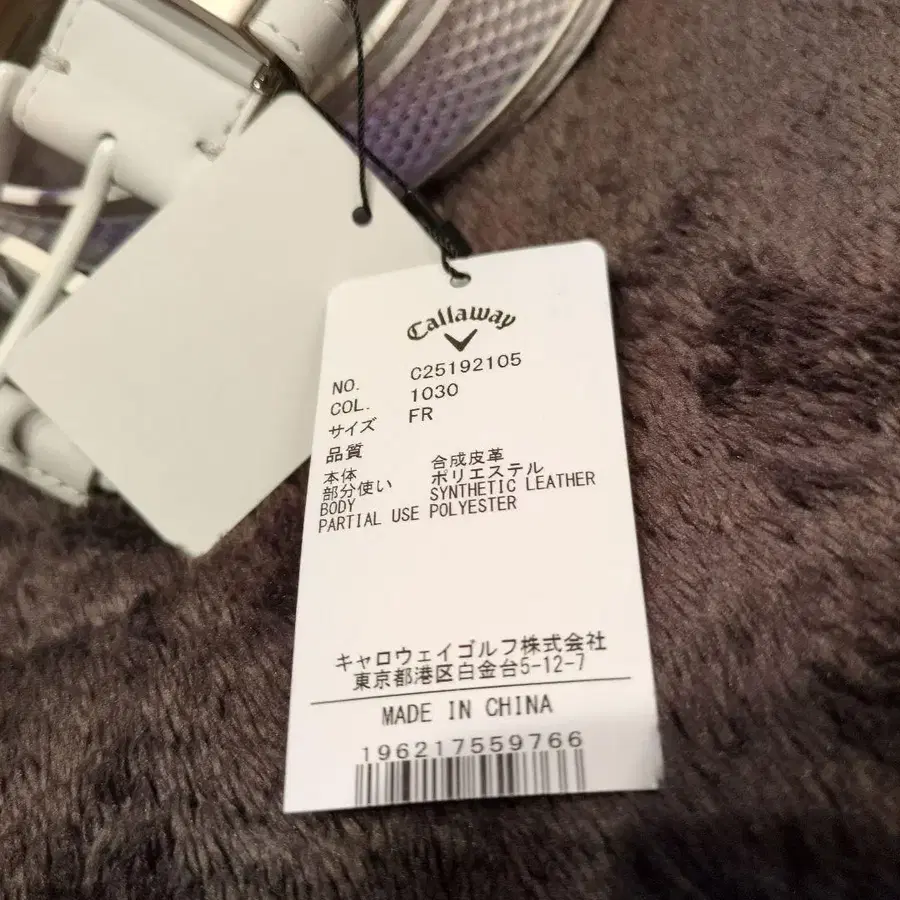 Callaway
NO. C25192105
COL. 1030
サイズ FR
品質
本体 合成皮革
部分使い ポリエステル
BODY SYNTHETIC LEATHER
PARTIAL USE POLYESTER
キャロウェイゴルフ株式会社
東京都港区白金台5-12-7
MADE IN CHINA
196217559766